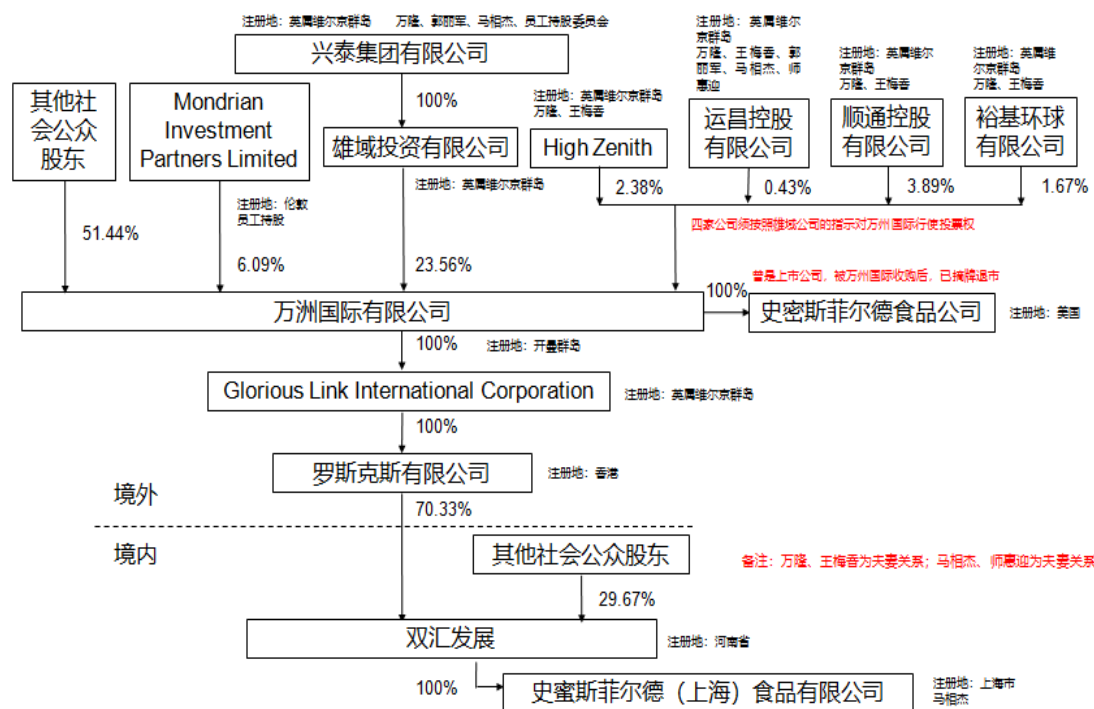 注册地：英属维尔京群岛 万隆、郭丽军、马相杰、员工持股委员会
兴泰集团有限公司
注册地：英属维尔
京群岛
万隆、王梅香、郭
丽军、马相杰、师
惠迎
注册地：英属维尔
京群岛
万隆、王梅香
注册地：英属维
尔京群岛
万隆、王梅香
其他社
会公众
股东
Mondrian
Investment
Partners Limited
100%
雄域投资有限公司
注册地：英属维尔京群岛
万隆、王梅香
High Zenith
运昌控股
有限公司
顺通控股
有限公司
裕基环球
有限公司
注册地：英属维尔京群岛
2.38%
0.43%
3.89%
1.67%
注册地：伦敦
员工持股
四家公司须按照雄域公司的指示对万州国际行使投票权
51.44%
6.09%
23.56%
曾是上市公司，被万州国际收购后，已摘牌退市
100%
万洲国际有限公司
史密斯菲尔德食品公司
注册地：美国
100%
注册地：开曼群岛
Glorious Link International Corporation
注册地：英属维尔京群岛
100%
罗斯克斯有限公司
注册地：香港
境外
70.33%
境内
其他社会公众股东
备注：万隆、王梅香为夫妻关系；马相杰、师惠迎为夫妻关系
29.67%
双汇发展
注册地：河南省
100%
史蜜斯菲尔德（上海）食品有限公司
注册地：上海市
马相杰